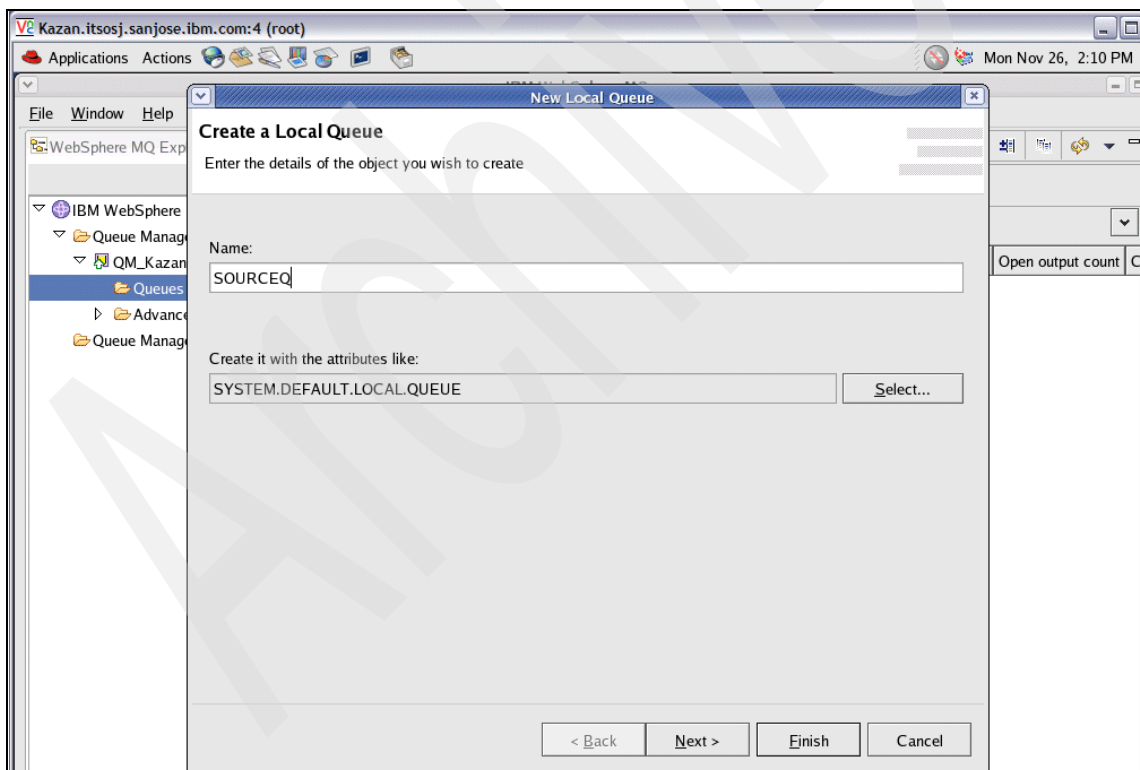 Kazan.itsosj.sanjose.ibm.com:4 (root)
Applications Actions
Mon Nov 26, 2:10 PM
New Local Queue
File Window Help
Create a Local Queue
Enter the details of the object you wish to create
WebSphere MQ Exp
IBM WebSphere
Queue Manag
QM_Kazan
Queues
Advance
Queue Manag
Name:
SOURCEQ
Create it with the attributes like:
SYSTEM.DEFAULT.LOCAL.QUEUE
Select...
Open output count
< Back
Next >
Finish
Cancel